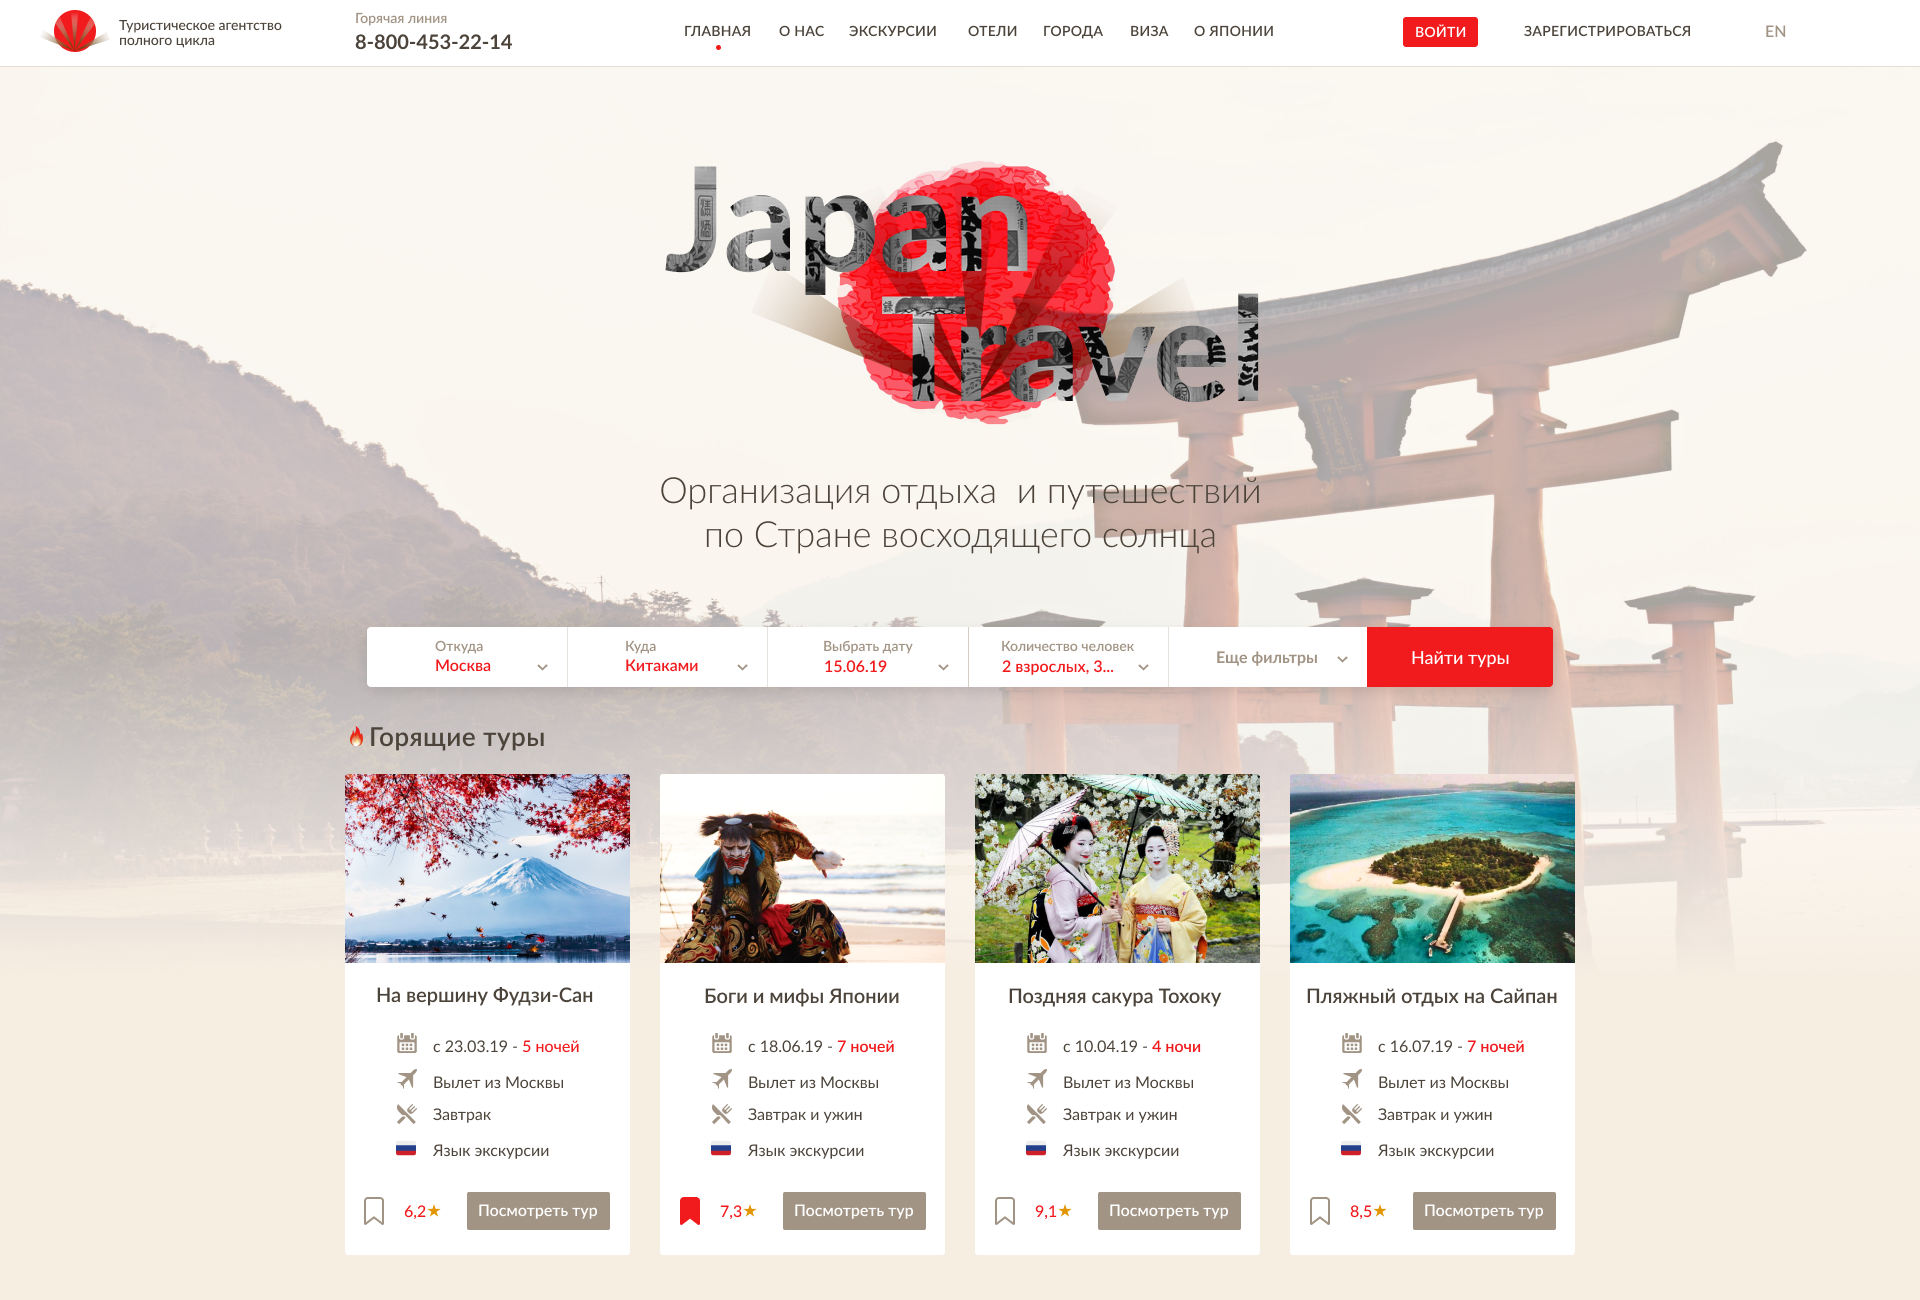 Туристическое агентство
полного цикла
Горячая линия
8-800-453-22-14
ГЛАВНАЯ
О НАС
ЭКСКУРСИИ
ОТЕЛИ
ГОРОДА
ВИЗА
О ЯПОНИИ
ВОЙТИ
ЗАРЕГИСТРИРОВАТЬСЯ
EN
Japan
Travel
Организация отдыха и путешествий
по Стране восходящего солнца
Откуда
Москва
Куда
Китаками
Выбрать дату
15.06.19
Количество человек
2 взрослых, 3...
Еще фильтры
Найти туры
Горящие туры
На вершину Фудзи-Сан
с 23.03.19 - 5 ночей
Вылет из Москвы
Завтрак
Язык экскурсии
6,2
Посмотреть тур
Боги и мифы Японии
с 18.06.19 - 7 ночей
Вылет из Москвы
Завтрак и ужин
Язык экскурсии
7,3
Посмотреть тур
Поздняя сакура Тохоку
с 10.04.19 - 4 ночи
Вылет из Москвы
Завтрак и ужин
Язык экскурсии
9,1
Посмотреть тур
Пляжный отдых на Сайпан
с 16.07.19 - 7 ночей
Вылет из Москвы
Завтрак и ужин
Язык экскурсии
8,5
Посмотреть тур